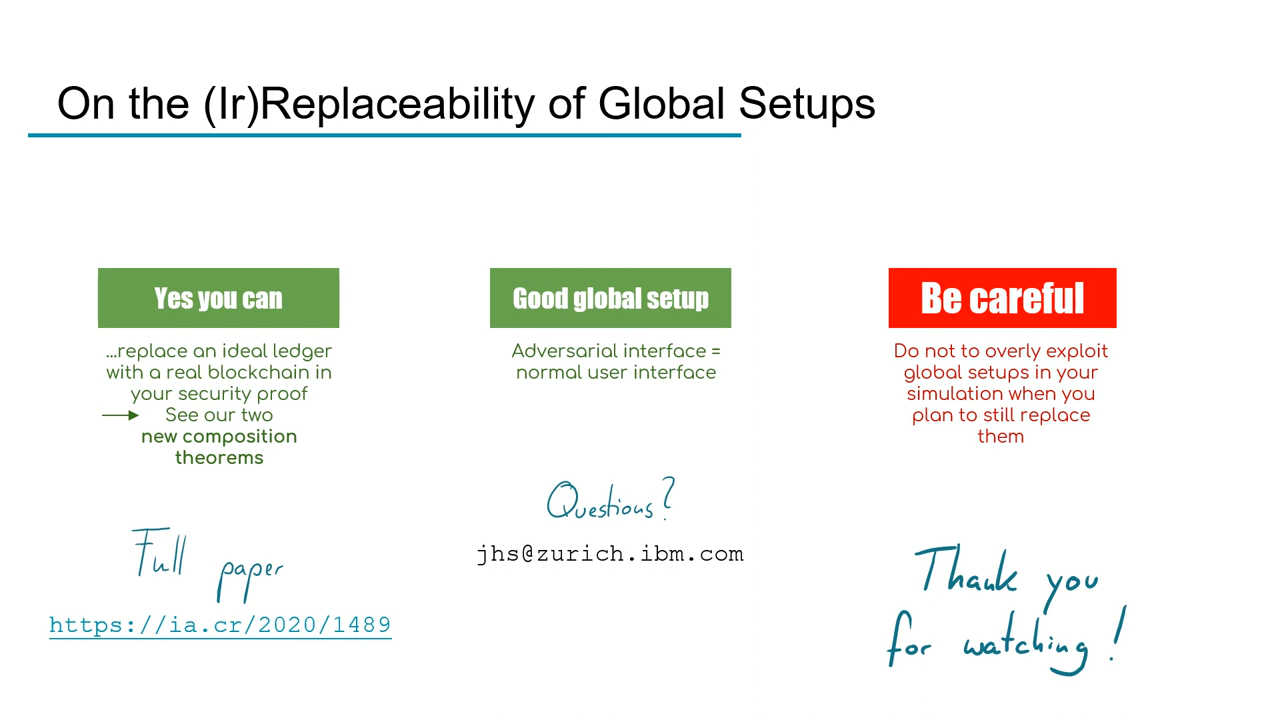 On the (Ir)Replaceability of Global Setups
Yes you can
...replace an ideal ledger
with a real blockchain in
your security proof
See our two
new composition
theorems
Full paper
https://ia.cr/2020/1489
Good global setup
Adversarial interface =
normal user interface
Questions?
jhs@zurich.ibm.com
Be careful
Do not to overly exploit
global setups in your
simulation when you
plan to still replace
them
Thank you
for watching!